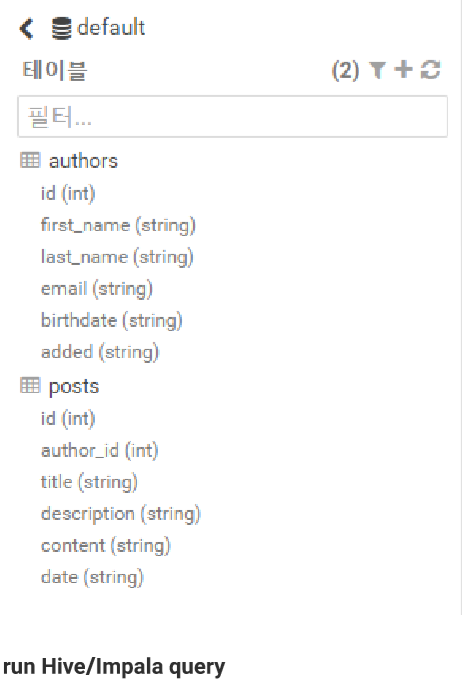 default
테이블 (2)
필터...
authors
id (int)
first_name (string)
last_name (string)
email (string)
birthdate (string)
added (string)
posts
id (int)
author_id (int)
title (string)
description (string)
content (string)
date (string)
run Hive/Impala query